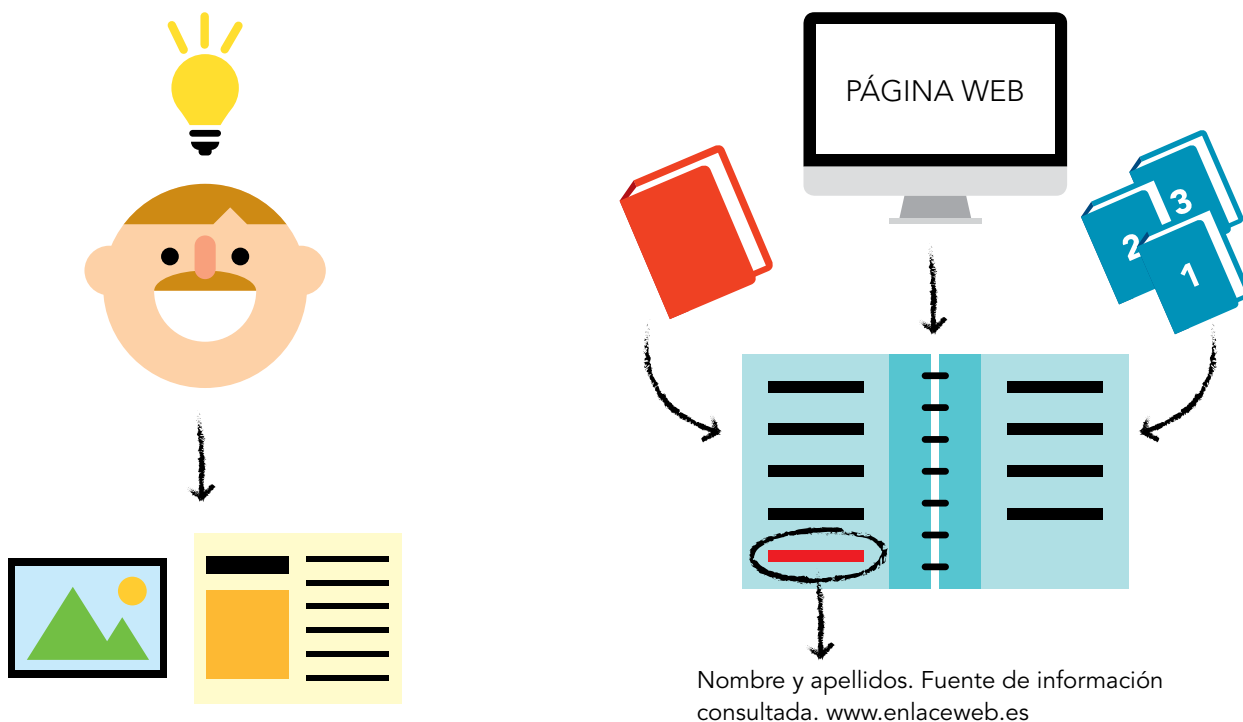 PÁGINA WEB
3
2
1
Nombre y apellidos. Fuente de información
consultada. www.enlaceweb.es